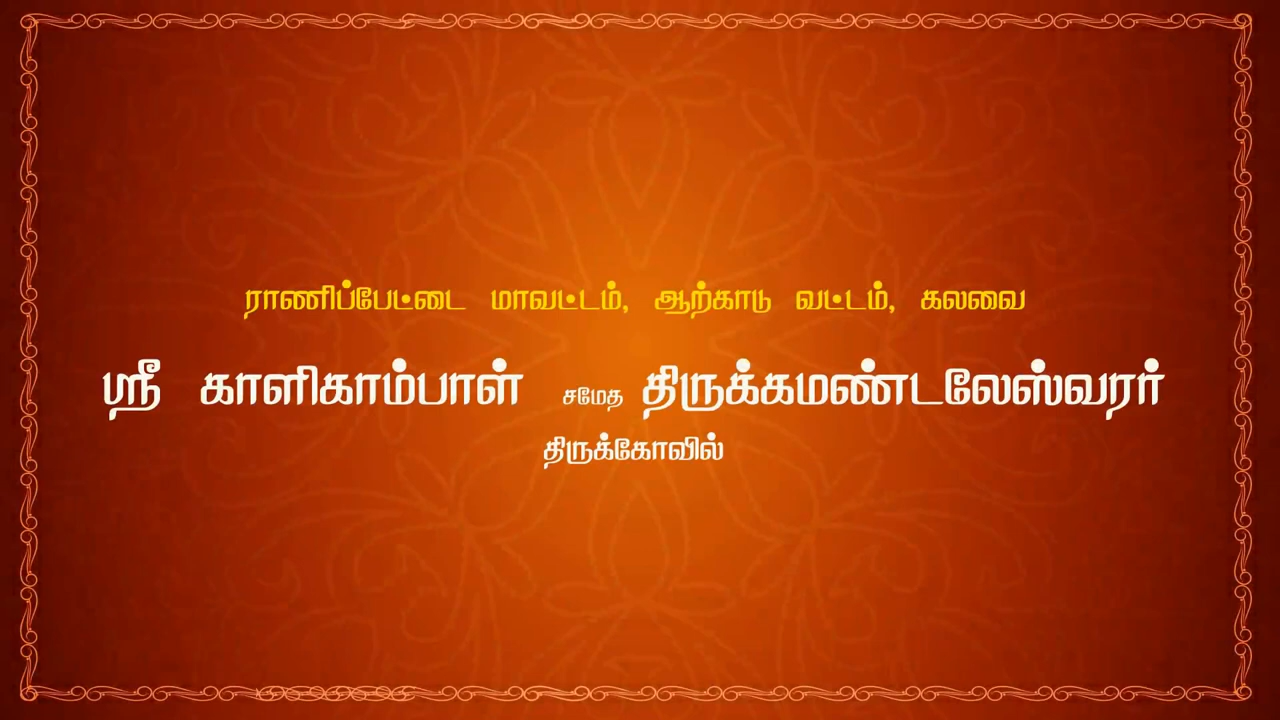 ராணிப்பேட்டை மாவட்டம், ஆற்காடு வட்டம், கலவை
ஸ்ரீ காளிகாம்பாள் சமேத திருக்கமண்டலேஸ்வரர்
திருக்கோவில்